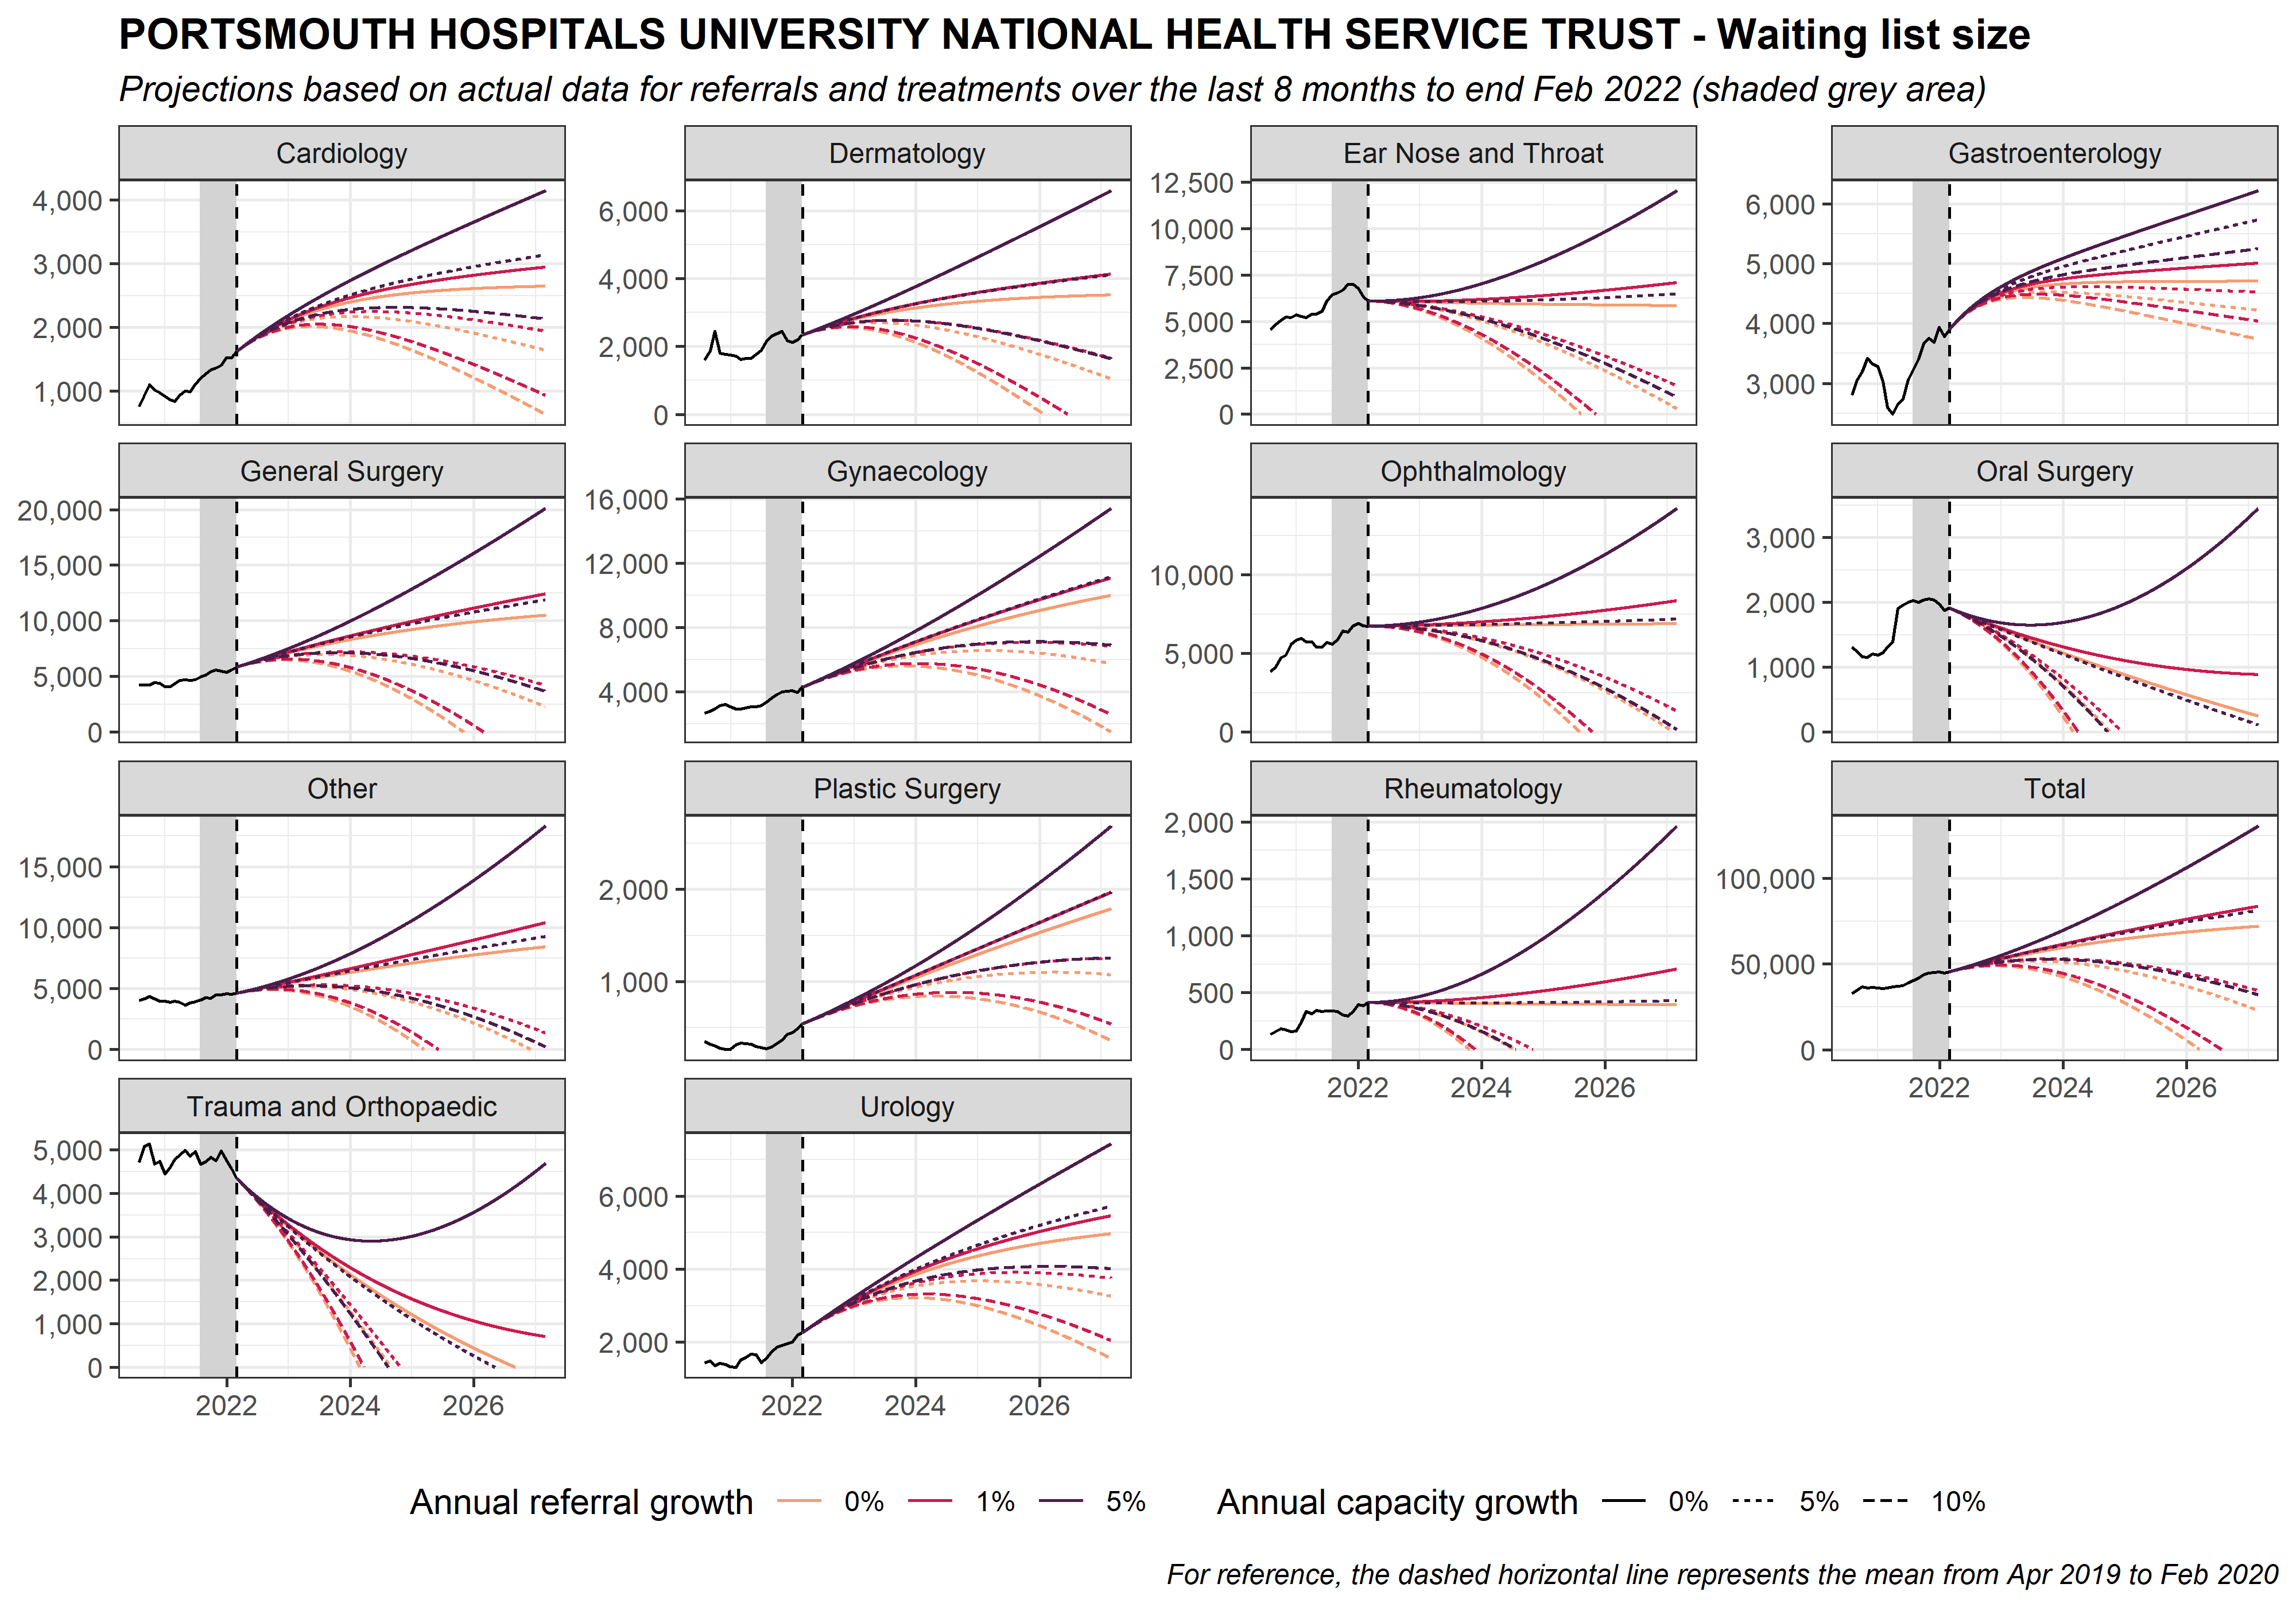 PORTSMOUTH HOSPITALS UNIVERSITY NATIONAL HEALTH SERVICE TRUST - Waiting list size
Projections based on actual data for referrals and treatments over the last 8 months to end Feb 2022 (shaded grey area)
Cardiology
4,000
3,000
2,000
1,000
Dermatology
6,000
4,000
2,000
0
Ear Nose and Throat
12,500
10,000
7,500
5,000
2,500
0
Gastroenterology
6,000
5,000
4,000
3,000
General Surgery
20,000
15,000
10,000
5,000
0
Gynaecology
16,000
12,000
8,000
4,000
Ophthalmology
10,000
5,000
0
Oral Surgery
3,000
2,000
1,000
0
Other
15,000
10,000
5,000
0
Plastic Surgery
2,000
1,000
Rheumatology
2,000
1,500
1,000
500
0
2022 2024 2026
Total
100,000
50,000
0
2022 2024 2026
Trauma and Orthopaedic
5,000
4,000
3,000
2,000
1,000
0
2022 2024 2026
Urology
6,000
4,000
2,000
2022 2024 2026
Annual referral growth 0% 1% 5% Annual capacity growth 0% 5% 10%
For reference, the dashed horizontal line represents the mean from Apr 2019 to Feb 2020